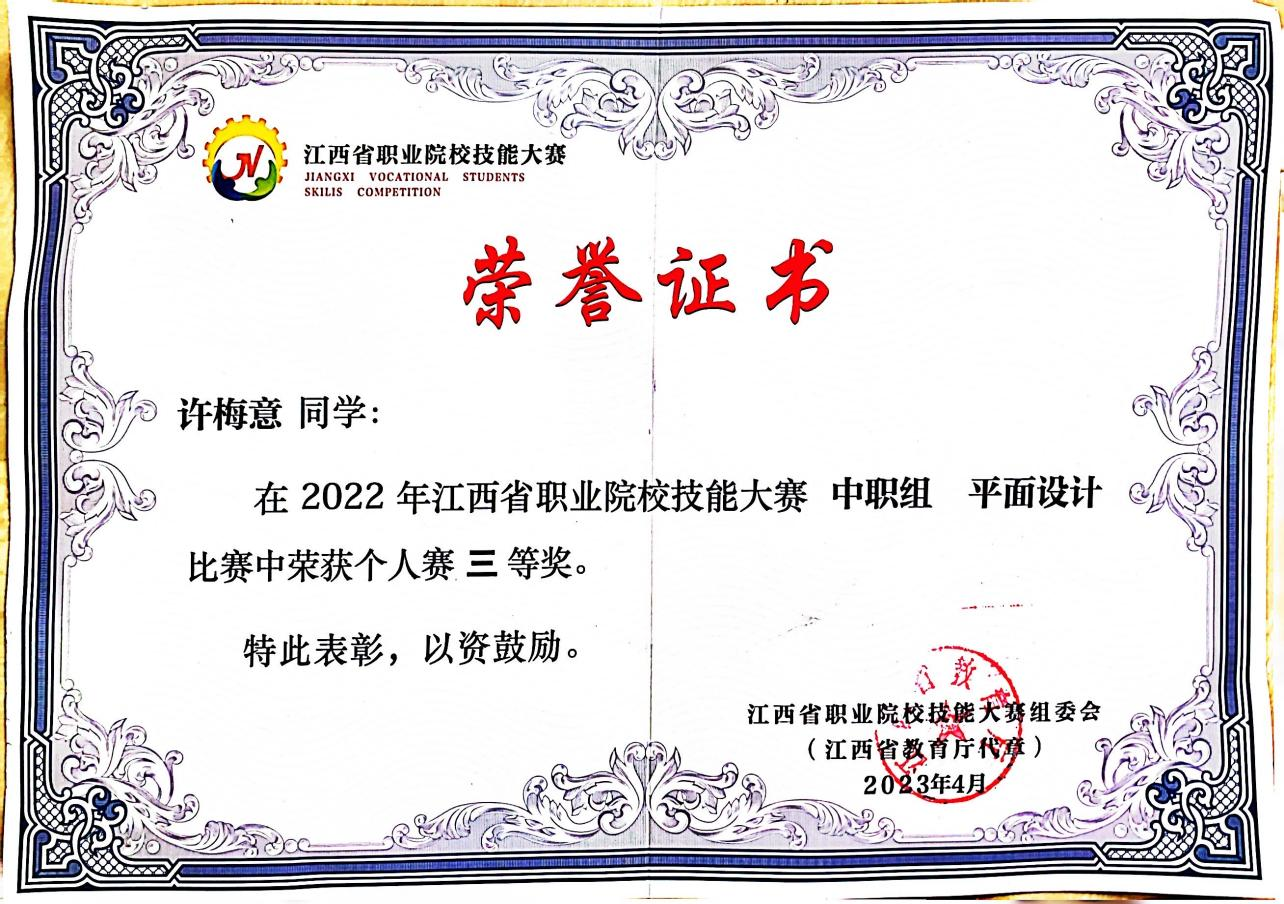 江西省职业院校技能大赛
JIANGXI VOCATIONAL STUDENTS
SKILIS COMPETITION
荣誉证书
许梅意 同学：
在 2022 年江西省职业院校技能大赛 中职组 平面设计
比赛中荣获个人赛 三 等奖。
特此表彰，以资鼓励。
江西省职业院校技能大赛组委会
（江西省教育厅代章）
2023年4月